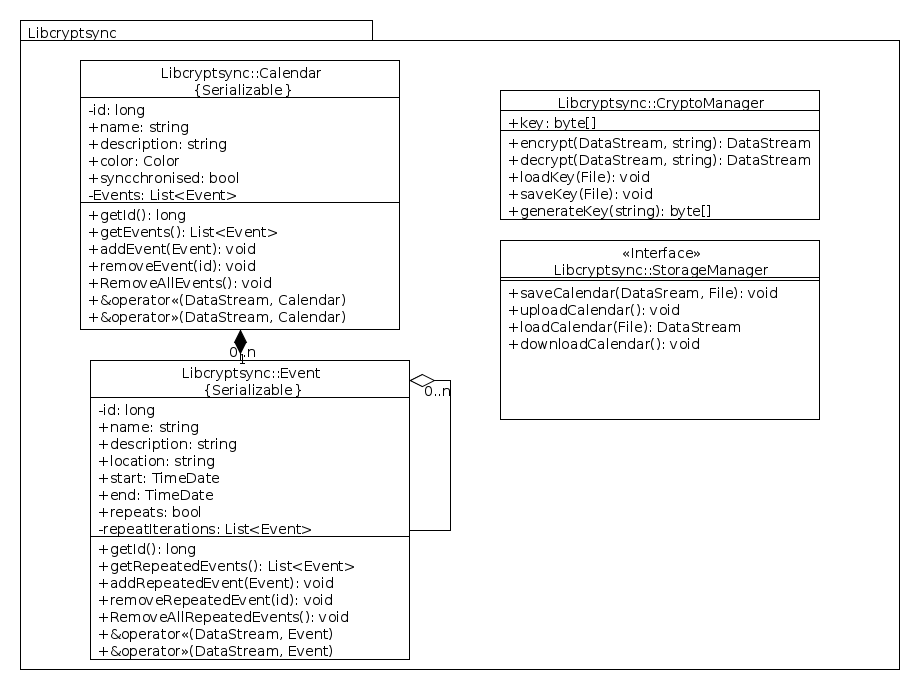 Libcryptsync
Libcryptsync::Calendar
{Serializable}
-id: long
+name: string
+description: string
+color: Color
+syncchronised: bool
-Events: List<Event>
+getId(): long
+getEvents(): List<Event>
+addEvent(Event): void
+removeEvent(id): void
+RemoveAllEvents(): void
+&operator«(DataStream, Calendar)
+&operator»(DataStream, Calendar)
0..n
1
Libcryptsync::Event
{Serializable}
-id: long
+name: string
+description: string
+location: string
+start: TimeDate
+end: TimeDate
+repeats: bool
-repeatIterations: List<Event>
+getId(): long
+getRepeatedEvents(): List<Event>
+addRepeatedEvent(Event): void
+removeRepeatedEvent(id): void
+RemoveAllRepeatedEvents(): void
+&operator«(DataStream, Event)
+&operator»(DataStream, Event)
0..n
Libcryptsync::CryptoManager
+key: byte[]
+encrypt(DataStream, string): DataStream
+decrypt(DataStream, string): DataStream
+loadKey(File): void
+saveKey(File): void
+generateKey(string): byte[]
«Interface»
Libcryptsync::StorageManager
+saveCalendar(DataSream, File): void
+uploadCalendar(): void
+loadCalendar(File): DataStream
+downloadCalendar(): void